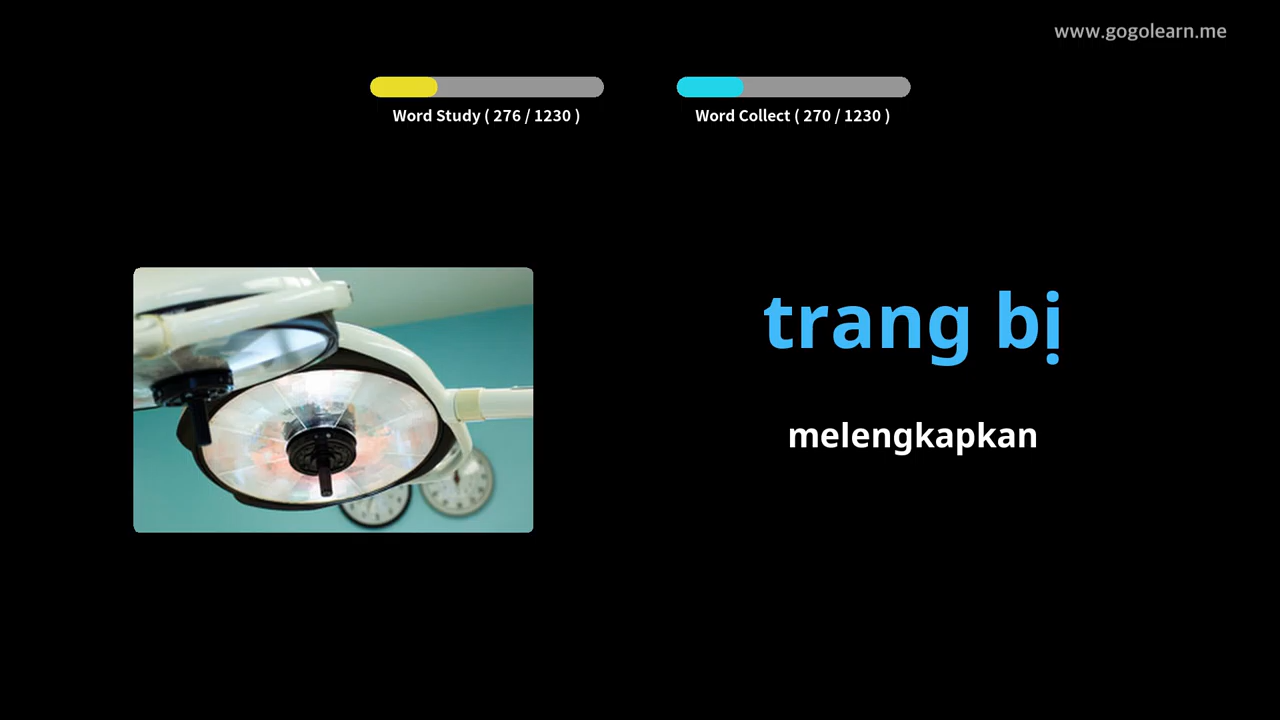 www.gogolearn.me
Word Study ( 276 / 1230 )
Word Collect ( 270 / 1230 )
trang bị
melengkapkan